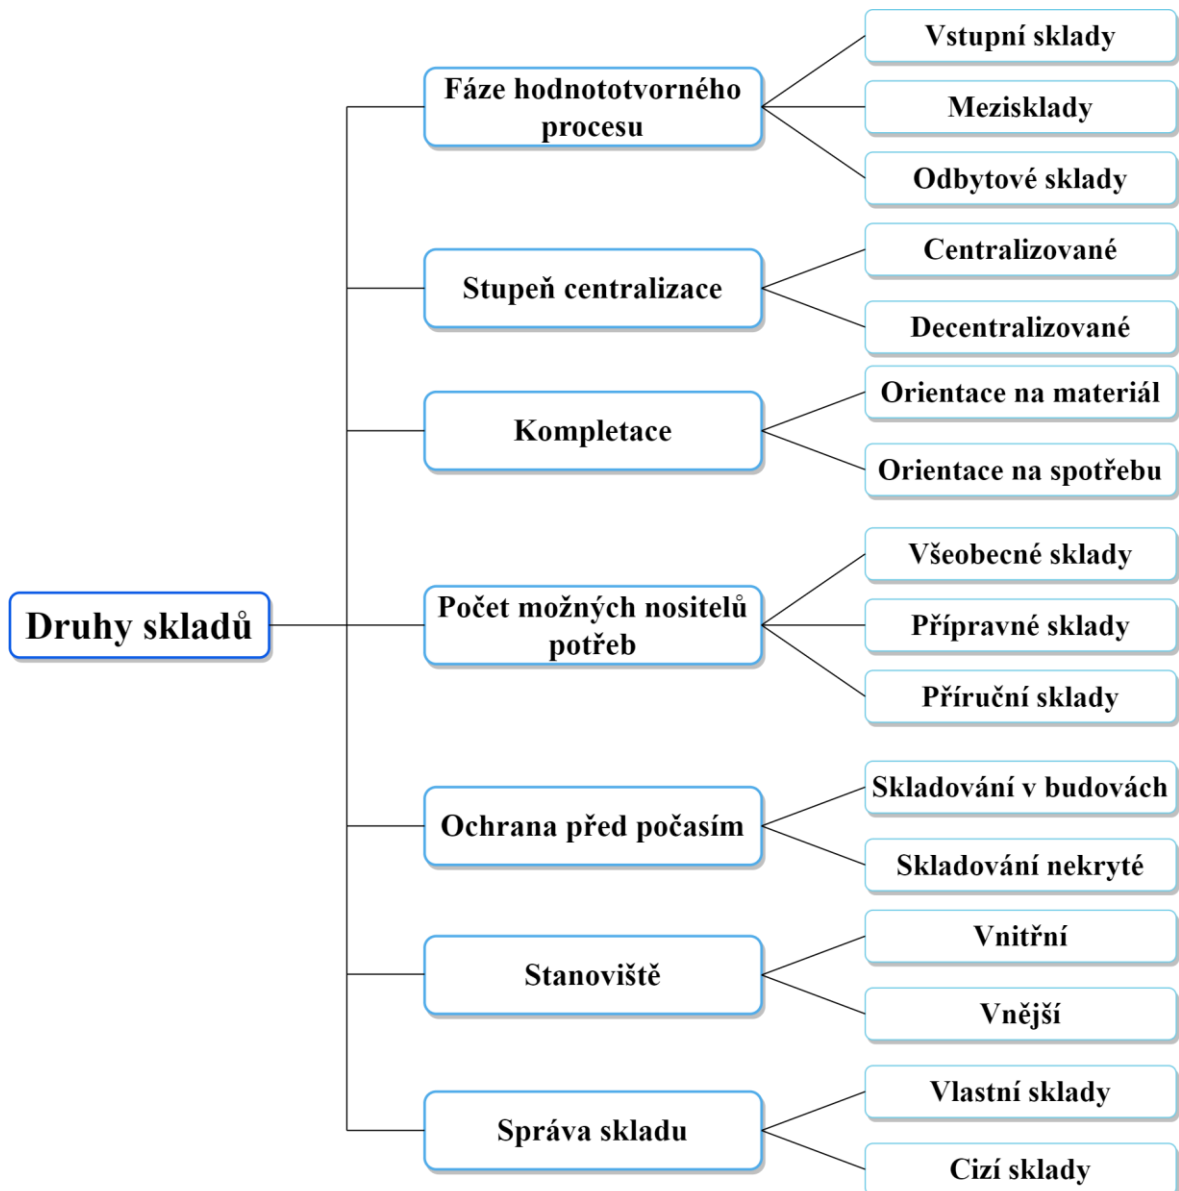 Druhy skladů
Fáze hodnototvorného
procesu
Vstupní sklady
Mezisklady
Odbytové sklady
Stupeň centralizace
Centralizované
Decentralizované
Kompletace
Orientace na materiál
Orientace na spotřebu
Počet možných nositelů
potřeb
Všeobecné sklady
Přípravné sklady
Příruční sklady
Ochrana před počasím
Skladování v budovách
Skladování nekryté
Stanoviště
Vnitřní
Vnější
Správa skladu
Vlastní sklady
Cizí sklady